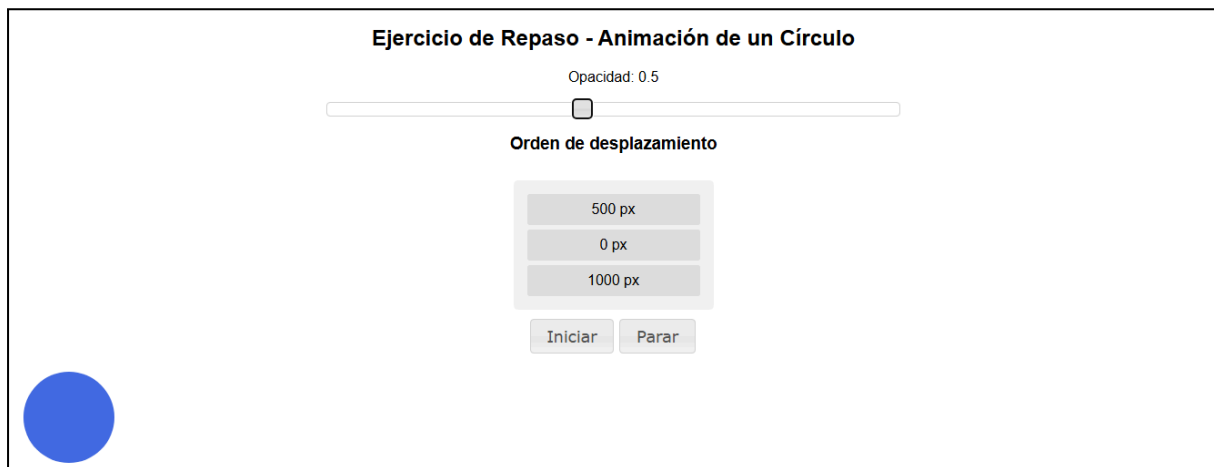 Ejercicio de Repaso - Animación de un Círculo
Opacidad: 0.5
Orden de desplazamiento
500 px
0 px
1000 px
Iniciar Parar